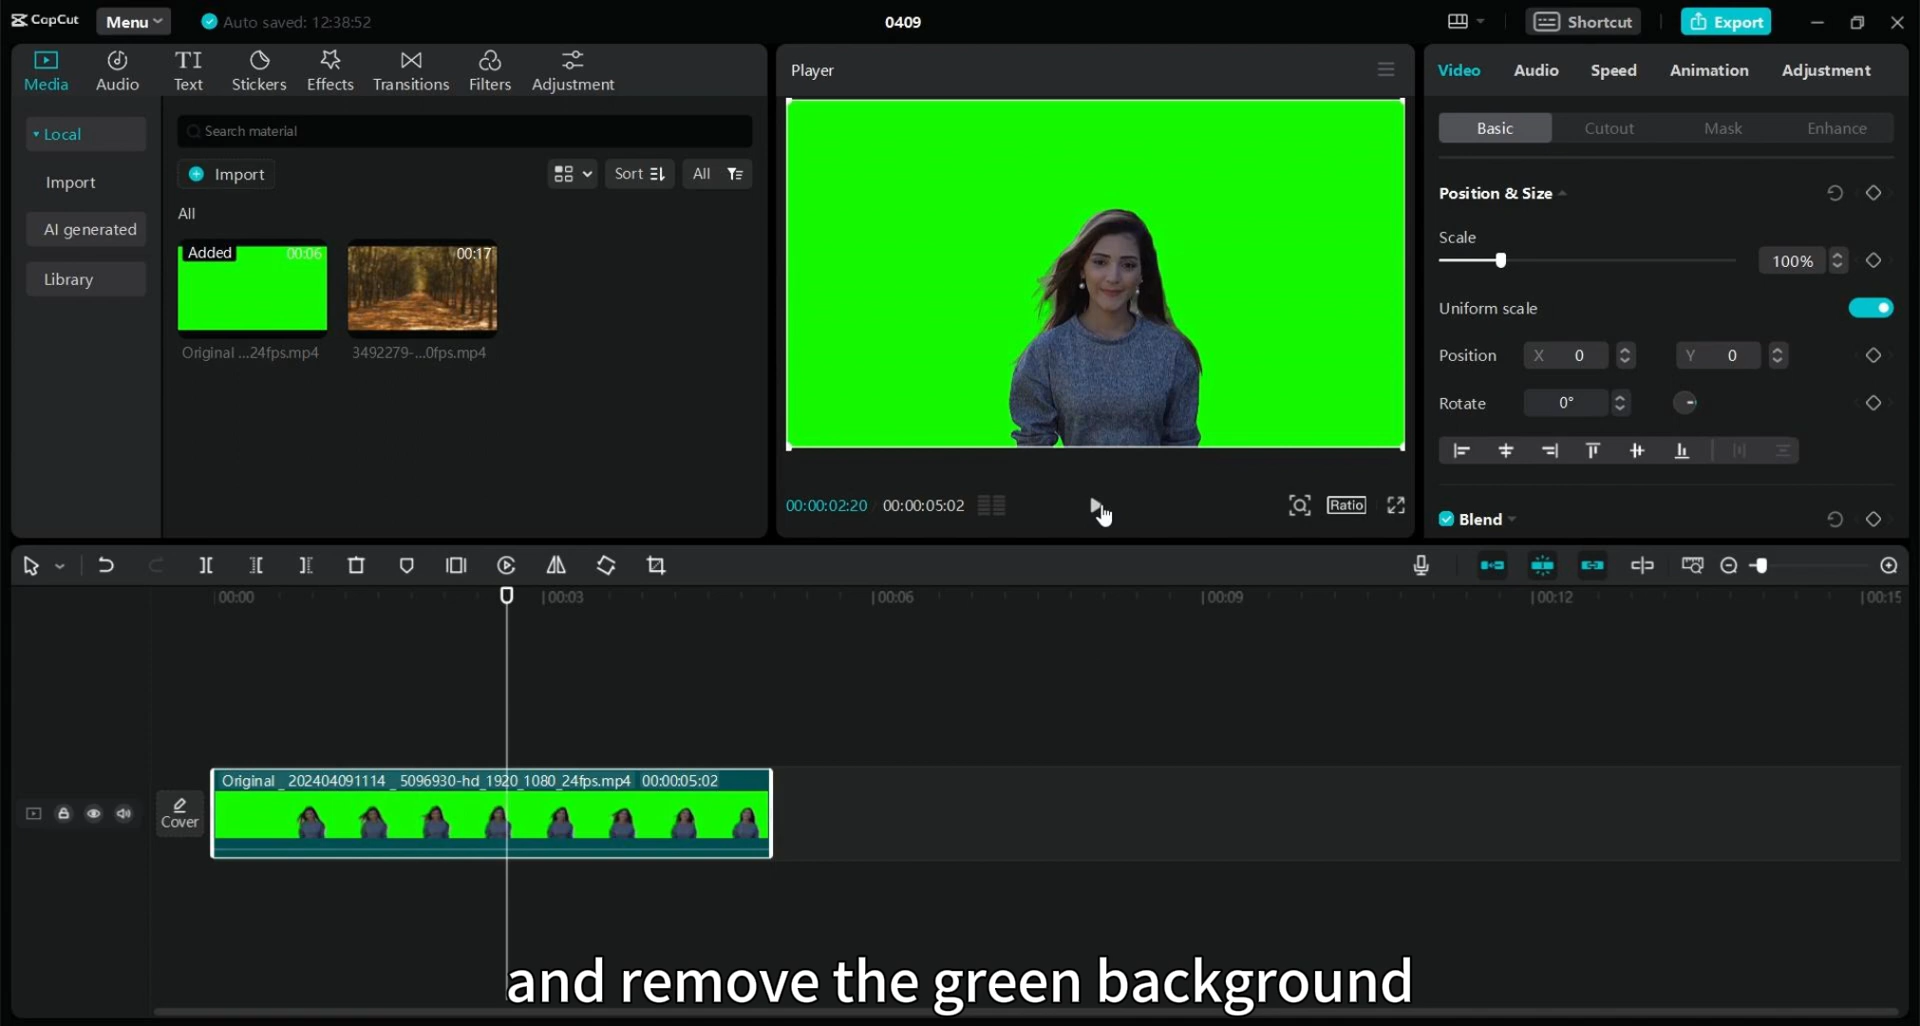 CapCut Menu Auto saved: 12:38:52 0409 Shortcut Export
Media Audio Text Stickers Effects Transitions Filters Adjustment
Local
Import
AI generated
Library
Search material
Import Sort All
All
Added 00:06 00:17
Original ...24fps.mp4 3492279-...0fps.mp4
Player
00:00:02:20 00:00:05:02 Ratio
Video Audio Speed Animation Adjustment
Basic Cutout Mask Enhance
Position & Size
Scale
100%
Uniform scale
Position X 0 Y 0
Rotate 0°
Blend
00:00 00:03 00:06 00:09 00:12 00:15
Original _ 202404091114 _ 5096930-hd_1920_1080_24fps.mp4 00:00:05:02
Cover
and remove the green background